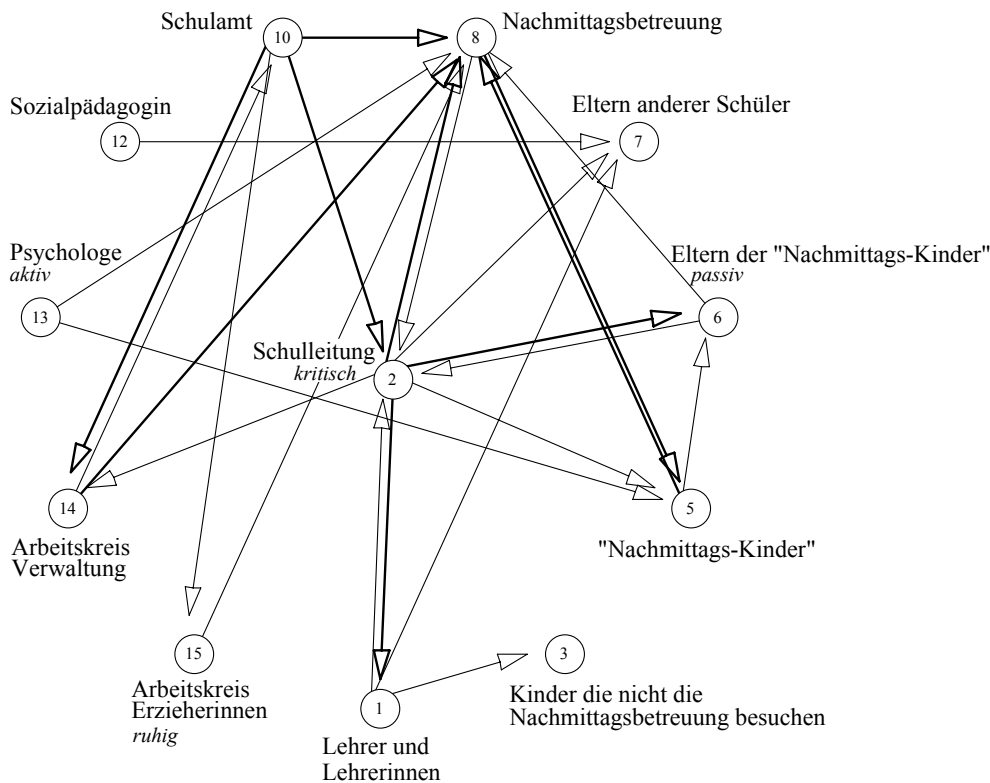 Schulamt
10
8
Nachmittagsbetreuung
Sozialpädagogin
12
Eltern anderer Schüler
7
Psychologe
aktiv
13
Eltern der "Nachmittags-Kinder"
passiv
6
Schulleitung
kritisch
2
14
Arbeitskreis
Verwaltung
5
"Nachmittags-Kinder"
15
Arbeitskreis
Erzieherinnen
ruhig
1
Lehrer und
Lehrerinnen
3
Kinder die nicht die
Nachmittagsbetreuung besuchen